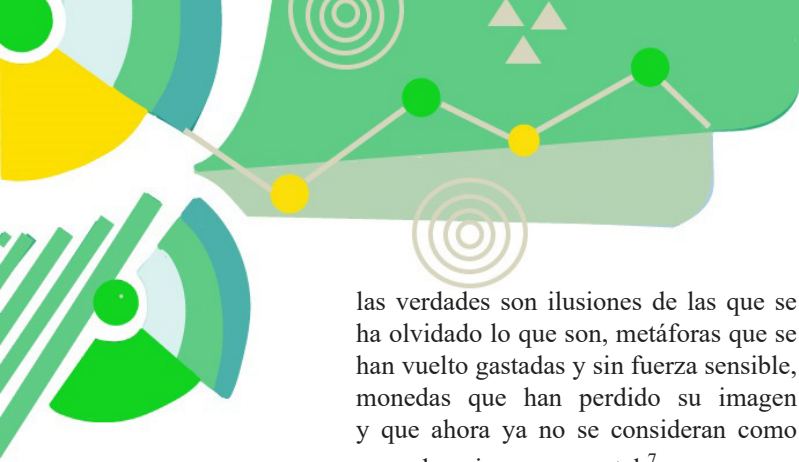 las verdades son ilusiones de las que se
ha olvidado lo que son, metáforas que se
han vuelto gastadas y sin fuerza sensible,
monedas que han perdido su imagen
y que ahora ya no se consideran como